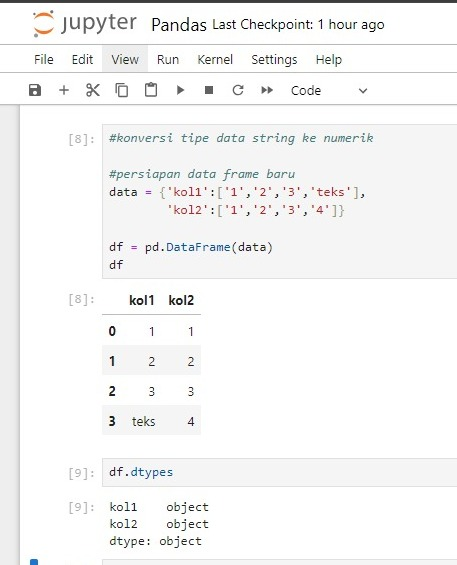 jupyter Pandas Last Checkpoint: 1 hour ago
File Edit View Run Kernel Settings Help
Code
[8]: #konversi tipe data string ke numerik
#persiapan data frame baru
data = {'kol1':['1','2','3','teks'],
'kol2':['1','2','3','4']}
df = pd.DataFrame(data)
df
[8]: kol1 kol2
0 1 1
1 2 2
2 3 3
3 teks 4
[9]: df.dtypes
[9]: kol1 object
kol2 object
dtype: object